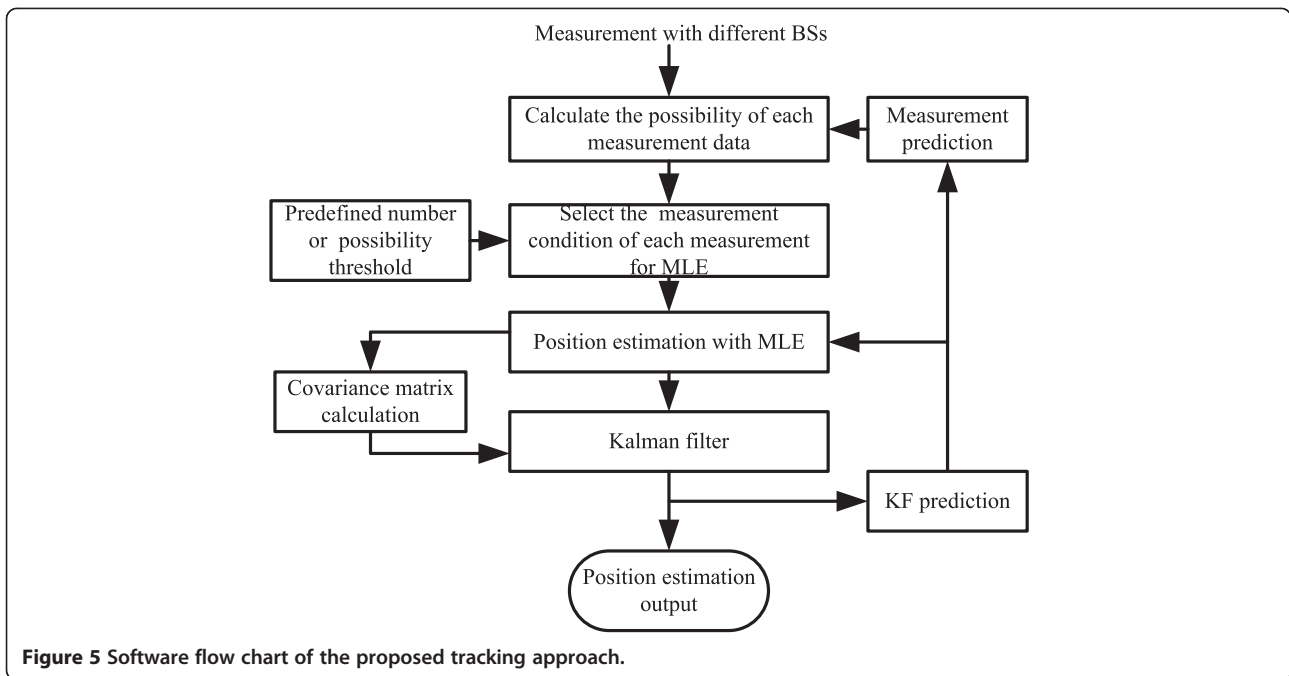 Measurement with different BSs
Calculate the possibility of each
measurement data
Measurement
prediction
Predefined number
or possibility
threshold
Select the measurement
condition of each measurement
for MLE
Position estimation with MLE
Covariance matrix
calculation
Kalman filter
KF prediction
Position estimation
output
Figure 5 Software flow chart of the proposed tracking approach.